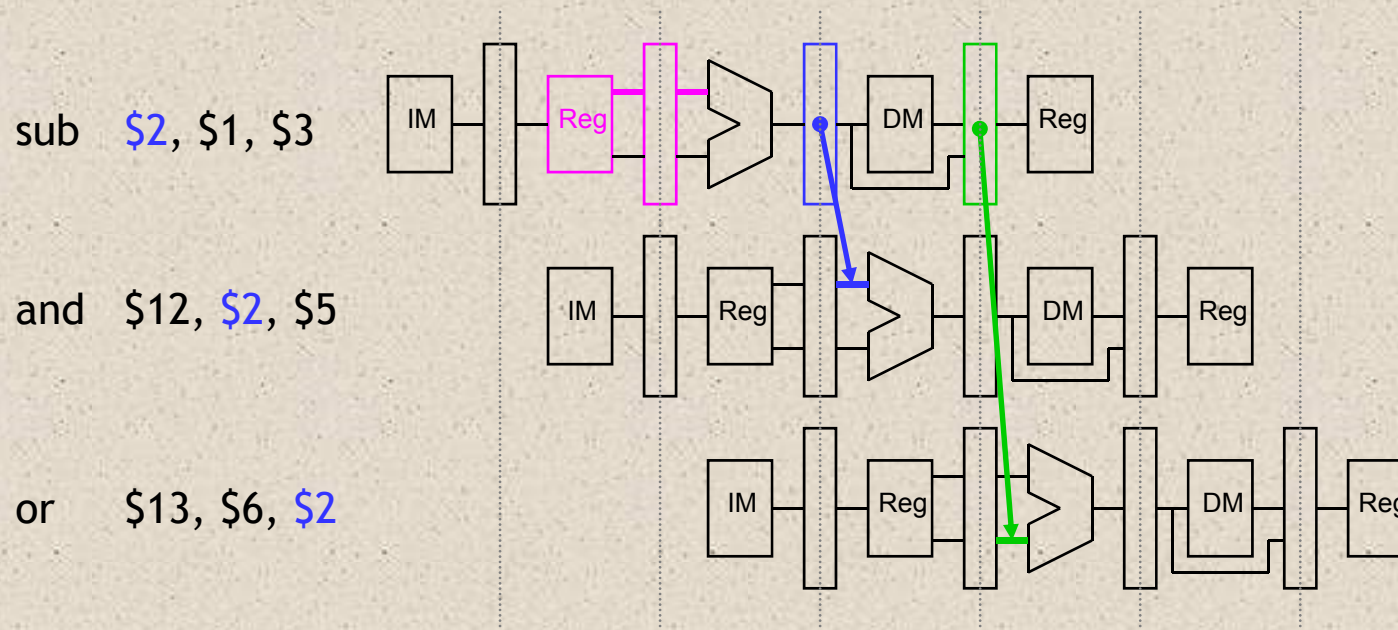 sub $2, $1, $3 IM Reg DM Reg
and $12, $2, $5 IM Reg DM Reg
or $13, $6, $2 IM Reg DM Reg